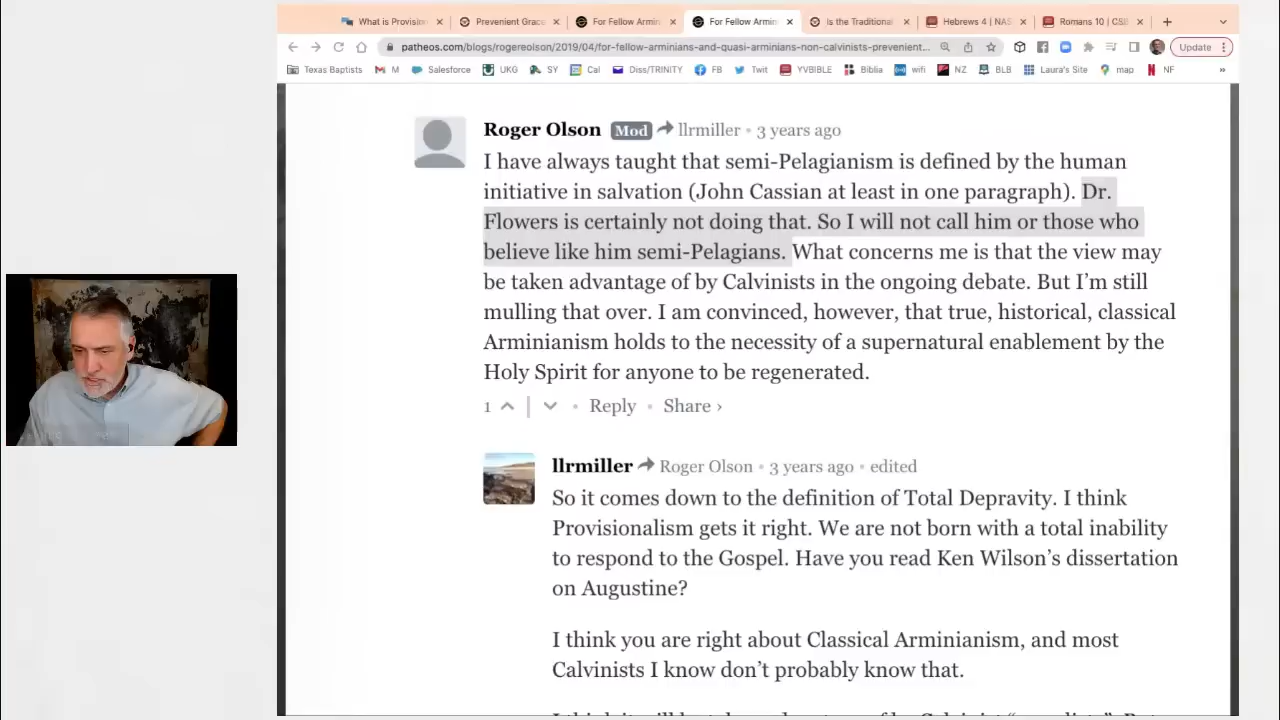 What is Provision
Prevenient Grace
For Fellow Armin
For Fellow Armin
Is the Traditional
Hebrews 4 | NAS
Romans 10 | CSB
patheos.com/blogs/rogereolson/2019/04/for-fellow-arminians-and-quasi-arminians-non-calvinists-prevenient...
Update
Texas Baptists M Salesforce UKG SY Cal Diss/TRINITY FB Twit YVBIBLE Biblia wifi NZ BLB Laura's Site map NF »
Roger Olson Mod llrmiller • 3 years ago
I have always taught that semi-Pelagianism is defined by the human
initiative in salvation (John Cassian at least in one paragraph). Dr.
Flowers is certainly not doing that. So I will not call him or those who
believe like him semi-Pelagians. What concerns me is that the view may
be taken advantage of by Calvinists in the ongoing debate. But I'm still
mulling that over. I am convinced, however, that true, historical, classical
Arminianism holds to the necessity of a supernatural enablement by the
Holy Spirit for anyone to be regenerated.
1 • Reply • Share ›
llrmiller Roger Olson • 3 years ago • edited
So it comes down to the definition of Total Depravity. I think
Provisionalism gets it right. We are not born with a total inability
to respond to the Gospel. Have you read Ken Wilson's dissertation
on Augustine?
I think you are right about Classical Arminianism, and most
Calvinists I know don't probably know that.